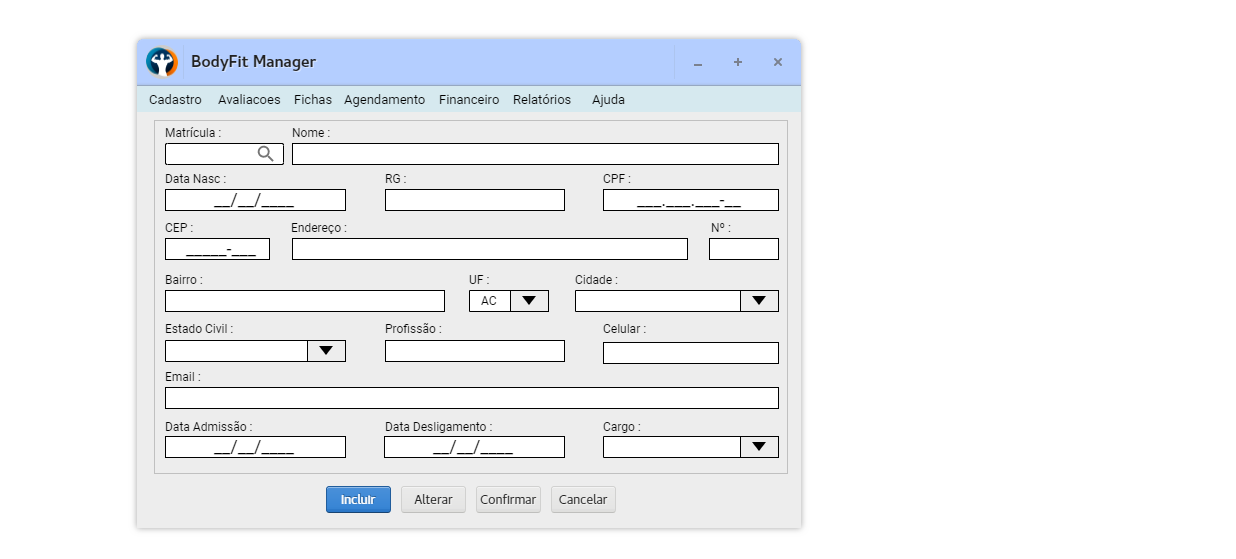 BodyFit Manager
Cadastro Avaliacoes Fichas Agendamento Financeiro Relatórios Ajuda
Matrícula : Nome :
Data Nasc : RG : CPF :
__/__/____ ___.___.___-__
CEP : Endereço : Nº :
_____-___
Bairro : UF : Cidade :
AC
Estado Civil : Profissão : Celular :
Email :
Data Admissão : Data Desligamento : Cargo :
__/__/____ __/__/____
Incluir Alterar Confirmar Cancelar